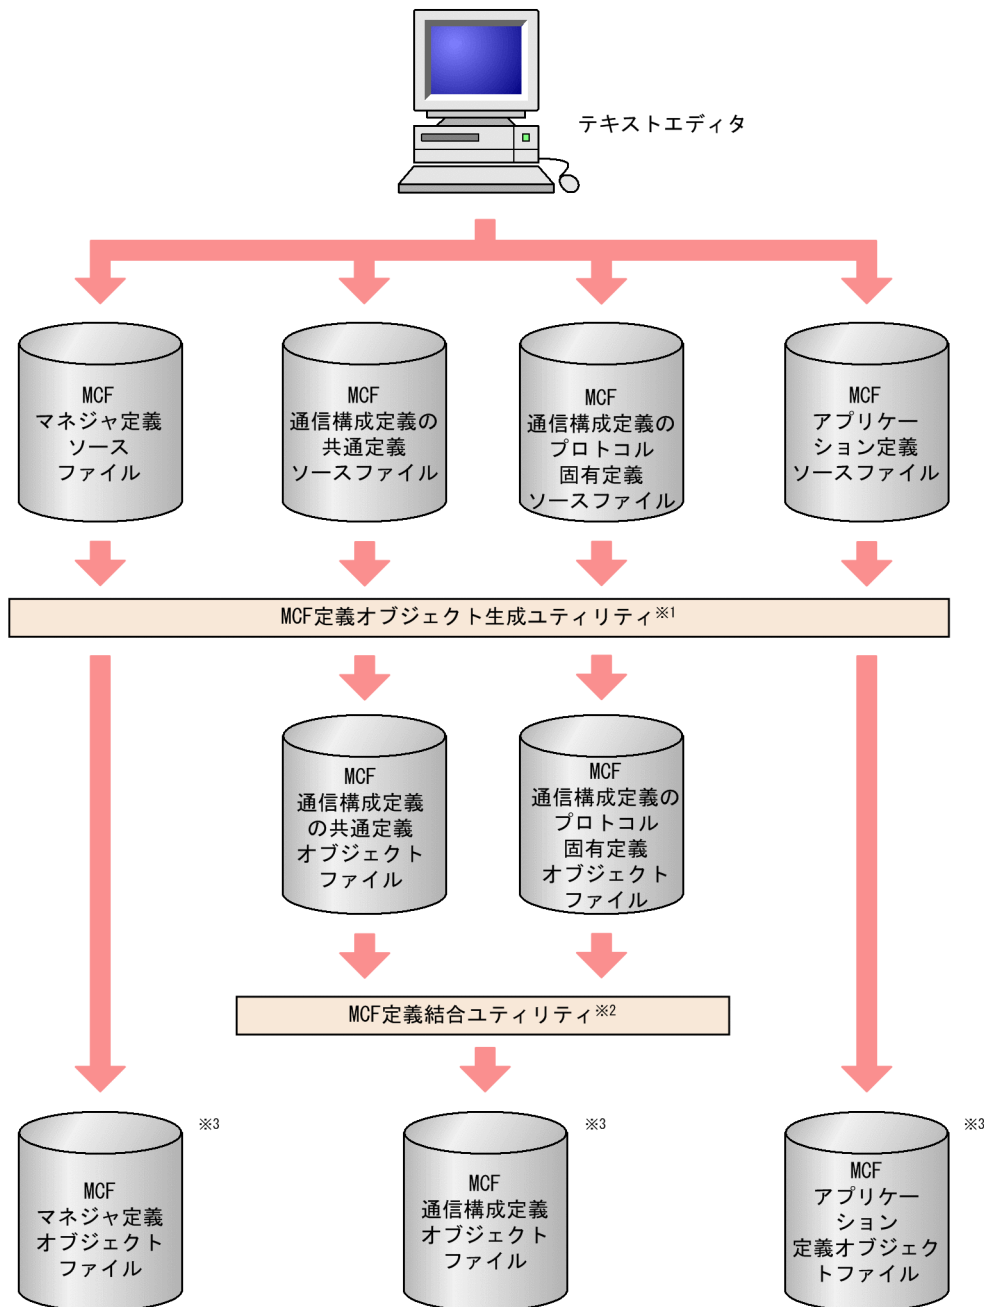 テキストエディタ
MCF
マネジャ定義
ソース
ファイル
MCF
通信構成定義の
共通定義
ソースファイル
MCF
通信構成定義の
プロトコル
固有定義
ソースファイル
MCF
アプリケー
ション定義
ソースファイル
MCF定義オブジェクト生成ユティリティ※1
MCF
通信構成定義
の共通定義
オブジェクト
ファイル
MCF
通信構成定義の
プロトコル
固有定義
オブジェクト
ファイル
MCF定義結合ユティリティ※2
※3
MCF
マネジャ定義
オブジェクト
ファイル
※3
MCF
通信構成定義
オブジェクト
ファイル
※3
MCF
アプリケー
ション
定義オブジェク
トファイル